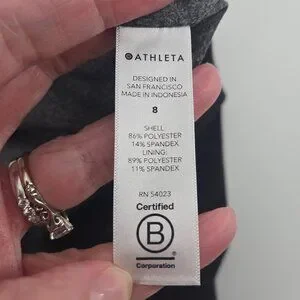 ATHLETA
DESIGNED IN
SAN FRANCISCO
MADE IN INDONESIA
8
SHELL:
86% POLYESTER
14% SPANDEX
LINING:
89% POLYESTER
11% SPANDEX
RN 54023
Certified
B
Corporation